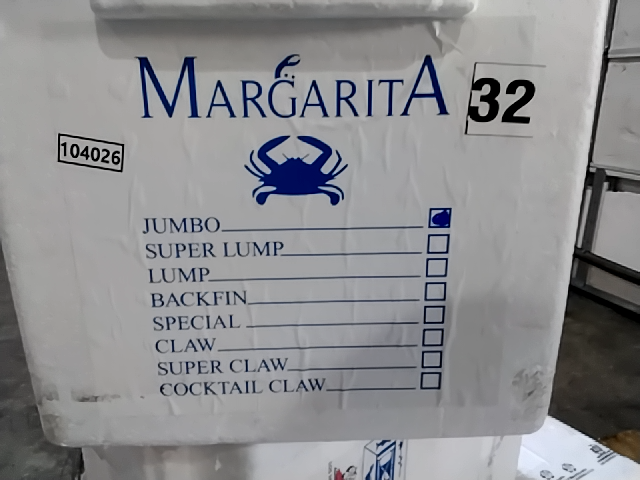 MARGARITA
32
104026
JUMBO
SUPER LUMP
LUMP
BACKFIN
SPECIAL
CLAW
SUPER CLAW
COCKTAIL CLAW